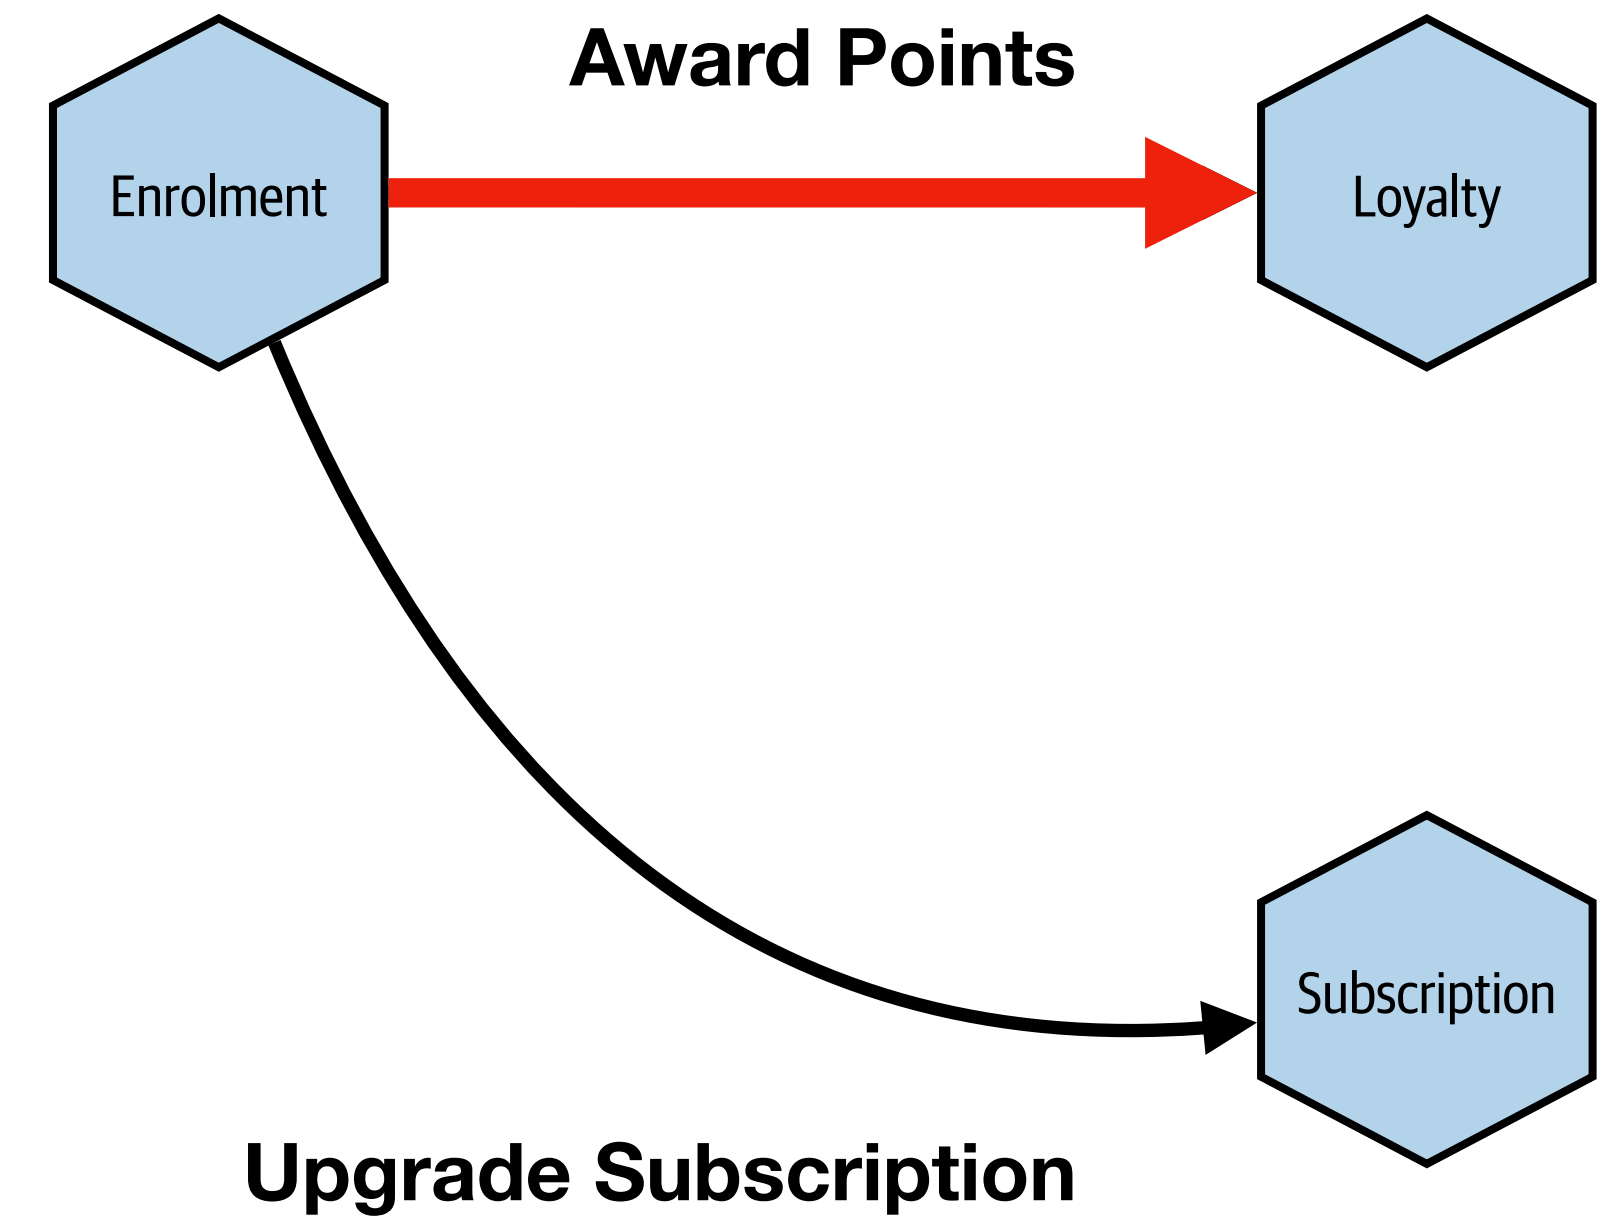 Award Points
Enrolment
Loyalty
Subscription
Upgrade Subscription